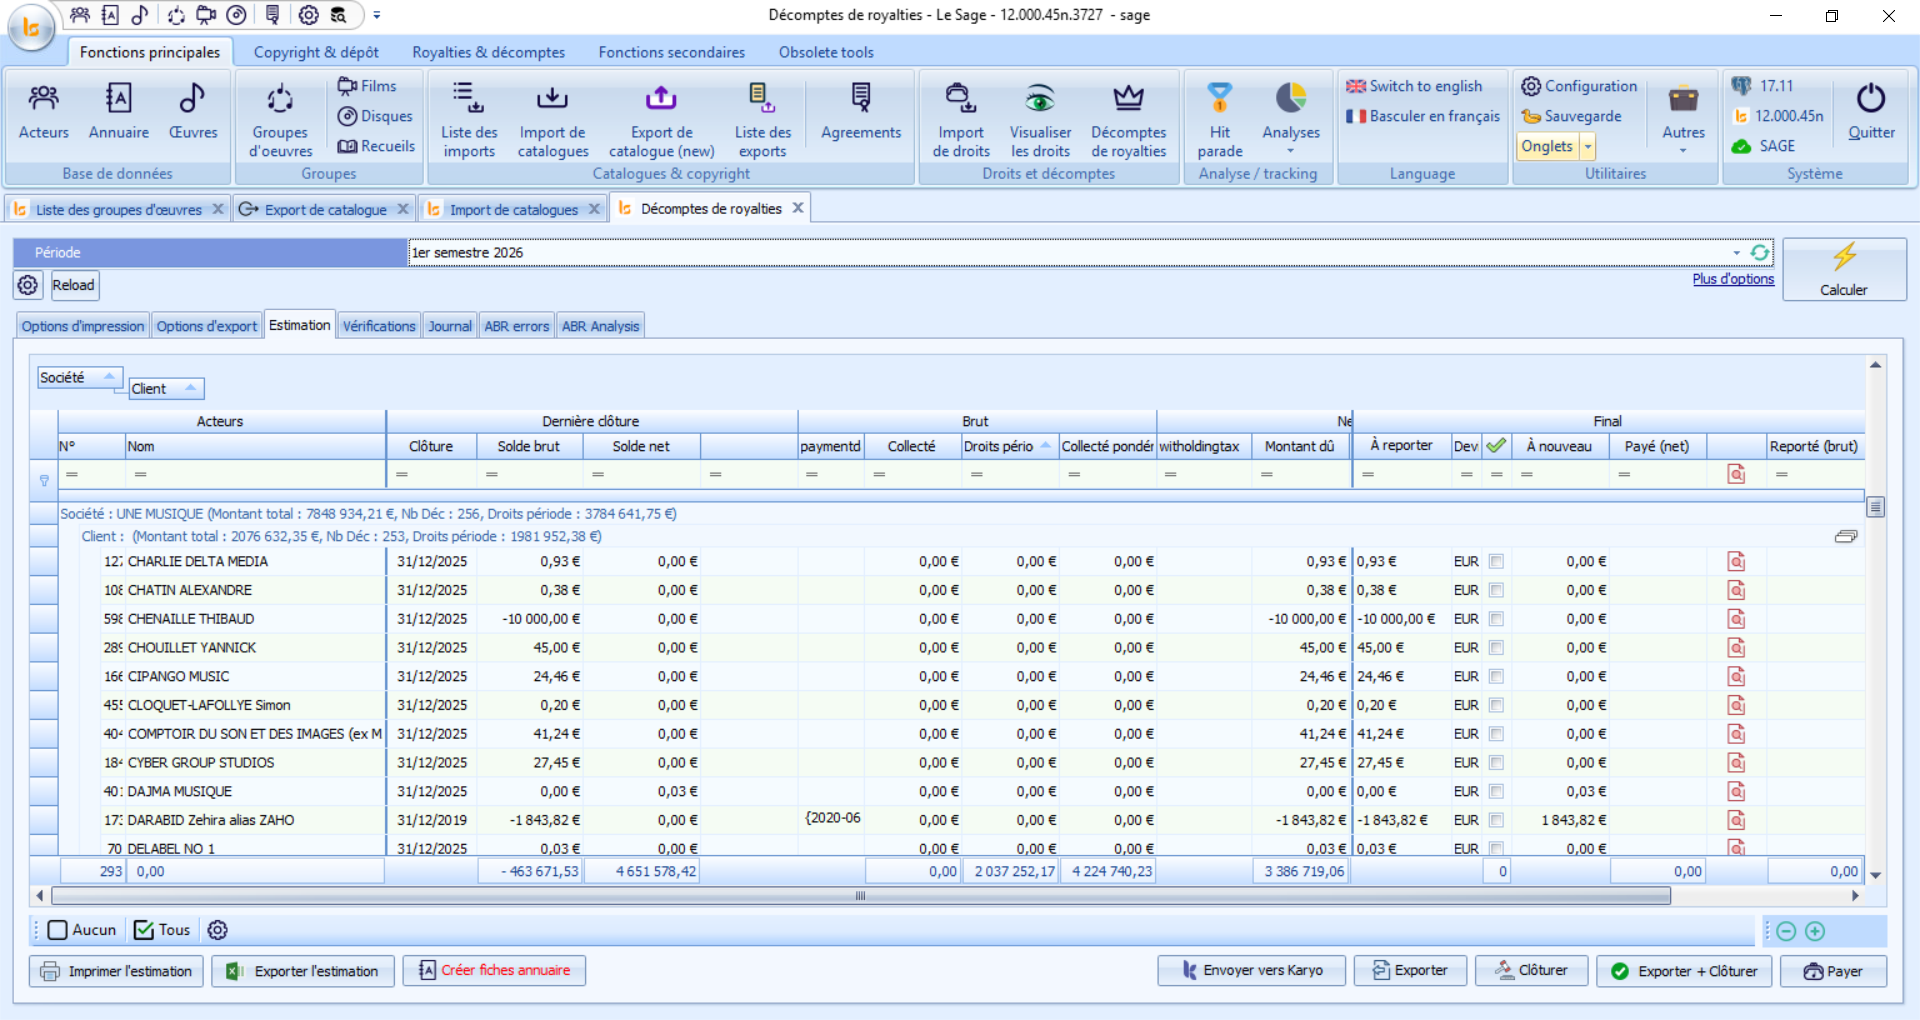 Décomptes de royalties - Le Sage - 12.000.45n.3727 - sage
Fonctions principales
Copyright & dépôt
Royalties & décomptes
Fonctions secondaires
Obsolete tools
Acteurs
Annuaire
Œuvres
Base de données
Groupes d'oeuvres
Films
Disques
Recueils
Groupes
Liste des imports
Import de catalogues
Export de catalogue (new)
Liste des exports
Agreements
Catalogues & copyright
Import de droits
Visualiser les droits
Décomptes de royalties
Droits et décomptes
Hit parade
Analyses
Analyse / tracking
Switch to english
Basculer en français
Language
Configuration
Sauvegarde
Onglets
Autres
Utilitaires
17.11
12.000.45n
SAGE
Quitter
Système
Liste des groupes d'œuvres
Export de catalogue
Import de catalogues
Décomptes de royalties
Période
1er semestre 2026
Reload
Plus d'options
Calculer
Options d'impression
Options d'export
Estimation
Vérifications
Journal
ABR errors
ABR Analysis
Société
Client
Acteurs Dernière clôture Brut Ne Final
N° Nom Clôture Solde brut Solde net paymentd Collecté Droits pério Collecté pondér witholdingtax Montant dû À reporter Dev À nouveau Payé (net) Reporté (brut)
= = = = = = = = = = = = = = = = = =
Société : UNE MUSIQUE (Montant total : 7848 934,21 €, Nb Déc : 256, Droits période : 3784 641,75 €)
Client : (Montant total : 2076 632,35 €, Nb Déc : 253, Droits période : 1981 952,38 €)
127 CHARLIE DELTA MEDIA 31/12/2025 0,93 € 0,00 € 0,00 € 0,00 € 0,00 € 0,93 € 0,93 € EUR 0,00 €
108 CHATIN ALEXANDRE 31/12/2025 0,38 € 0,00 € 0,00 € 0,00 € 0,00 € 0,38 € 0,38 € EUR 0,00 €
598 CHENAILLE THIBAUD 31/12/2025 -10 000,00 € 0,00 € 0,00 € 0,00 € 0,00 € -10 000,00 € -10 000,00 € EUR 0,00 €
289 CHOUILLET YANNICK 31/12/2025 45,00 € 0,00 € 0,00 € 0,00 € 0,00 € 45,00 € 45,00 € EUR 0,00 €
166 CIPANGO MUSIC 31/12/2025 24,46 € 0,00 € 0,00 € 0,00 € 0,00 € 24,46 € 24,46 € EUR 0,00 €
455 CLOQUET-LAFOLLYE Simon 31/12/2025 0,20 € 0,00 € 0,00 € 0,00 € 0,00 € 0,20 € 0,20 € EUR 0,00 €
404 COMPTOIR DU SON ET DES IMAGES (ex M 31/12/2025 41,24 € 0,00 € 0,00 € 0,00 € 0,00 € 41,24 € 41,24 € EUR 0,00 €
184 CYBER GROUP STUDIOS 31/12/2025 27,45 € 0,00 € 0,00 € 0,00 € 0,00 € 27,45 € 27,45 € EUR 0,00 €
401 DAJMA MUSIQUE 31/12/2025 0,00 € 0,03 € 0,00 € 0,00 € 0,00 € 0,00 € 0,00 € EUR 0,03 €
173 DARABID Zehira alias ZAHO 31/12/2019 -1 843,82 € 0,00 € {2020-06 0,00 € 0,00 € 0,00 € -1 843,82 € -1 843,82 € EUR 1 843,82 €
70 DELABEL NO 1 31/12/2025 0,03 € 0,00 € 0,00 € 0,00 € 0,00 € 0,03 € 0,03 € EUR 0,00 €
293 0,00 - 463 671,53 4 651 578,42 0,00 2 037 252,17 4 224 740,23 3 386 719,06 0 0,00 0,00
Aucun
Tous
Imprimer l'estimation
Exporter l'estimation
Créer fiches annuaire
Envoyer vers Karyo
Exporter
Clôturer
Exporter + Clôturer
Payer